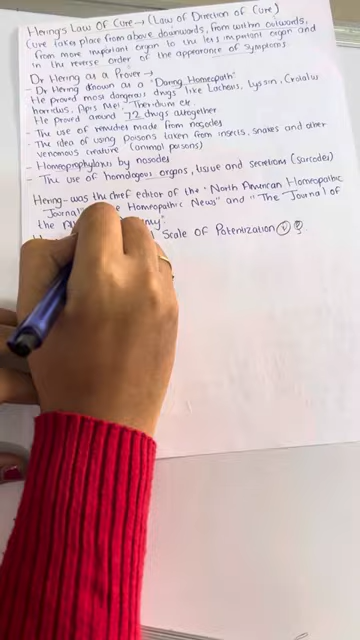 Hering's Law Of Cure → (Law of Direction of Cure)
Cure take place from above downwards, from within outwards,
from more important organ to the less important organ and
in the reverse order of the appearance of symptoms.
Dr Hering as a Prover →
- Dr Hering known as a "Daring Homeopath"
He proved most dangerous drugs like Lachesis, Lyssin, Crotalus
horridus, Apis Mel, Theridium etc.
He proved around 72 drugs altogether
- The use of remedies made from nosodes
- The idea of using poisons taken from insects, snakes and other
venomous creature (animal poisons)
- Homeoprophylaxis by nosodes
- The use of homologous organs, tissue and secretions (sarcodes)
Hering - was the chief editor of the "North American Homeopathic
Journal" Homeopathic News" and "The Journal of
the
Scale Of Potentization